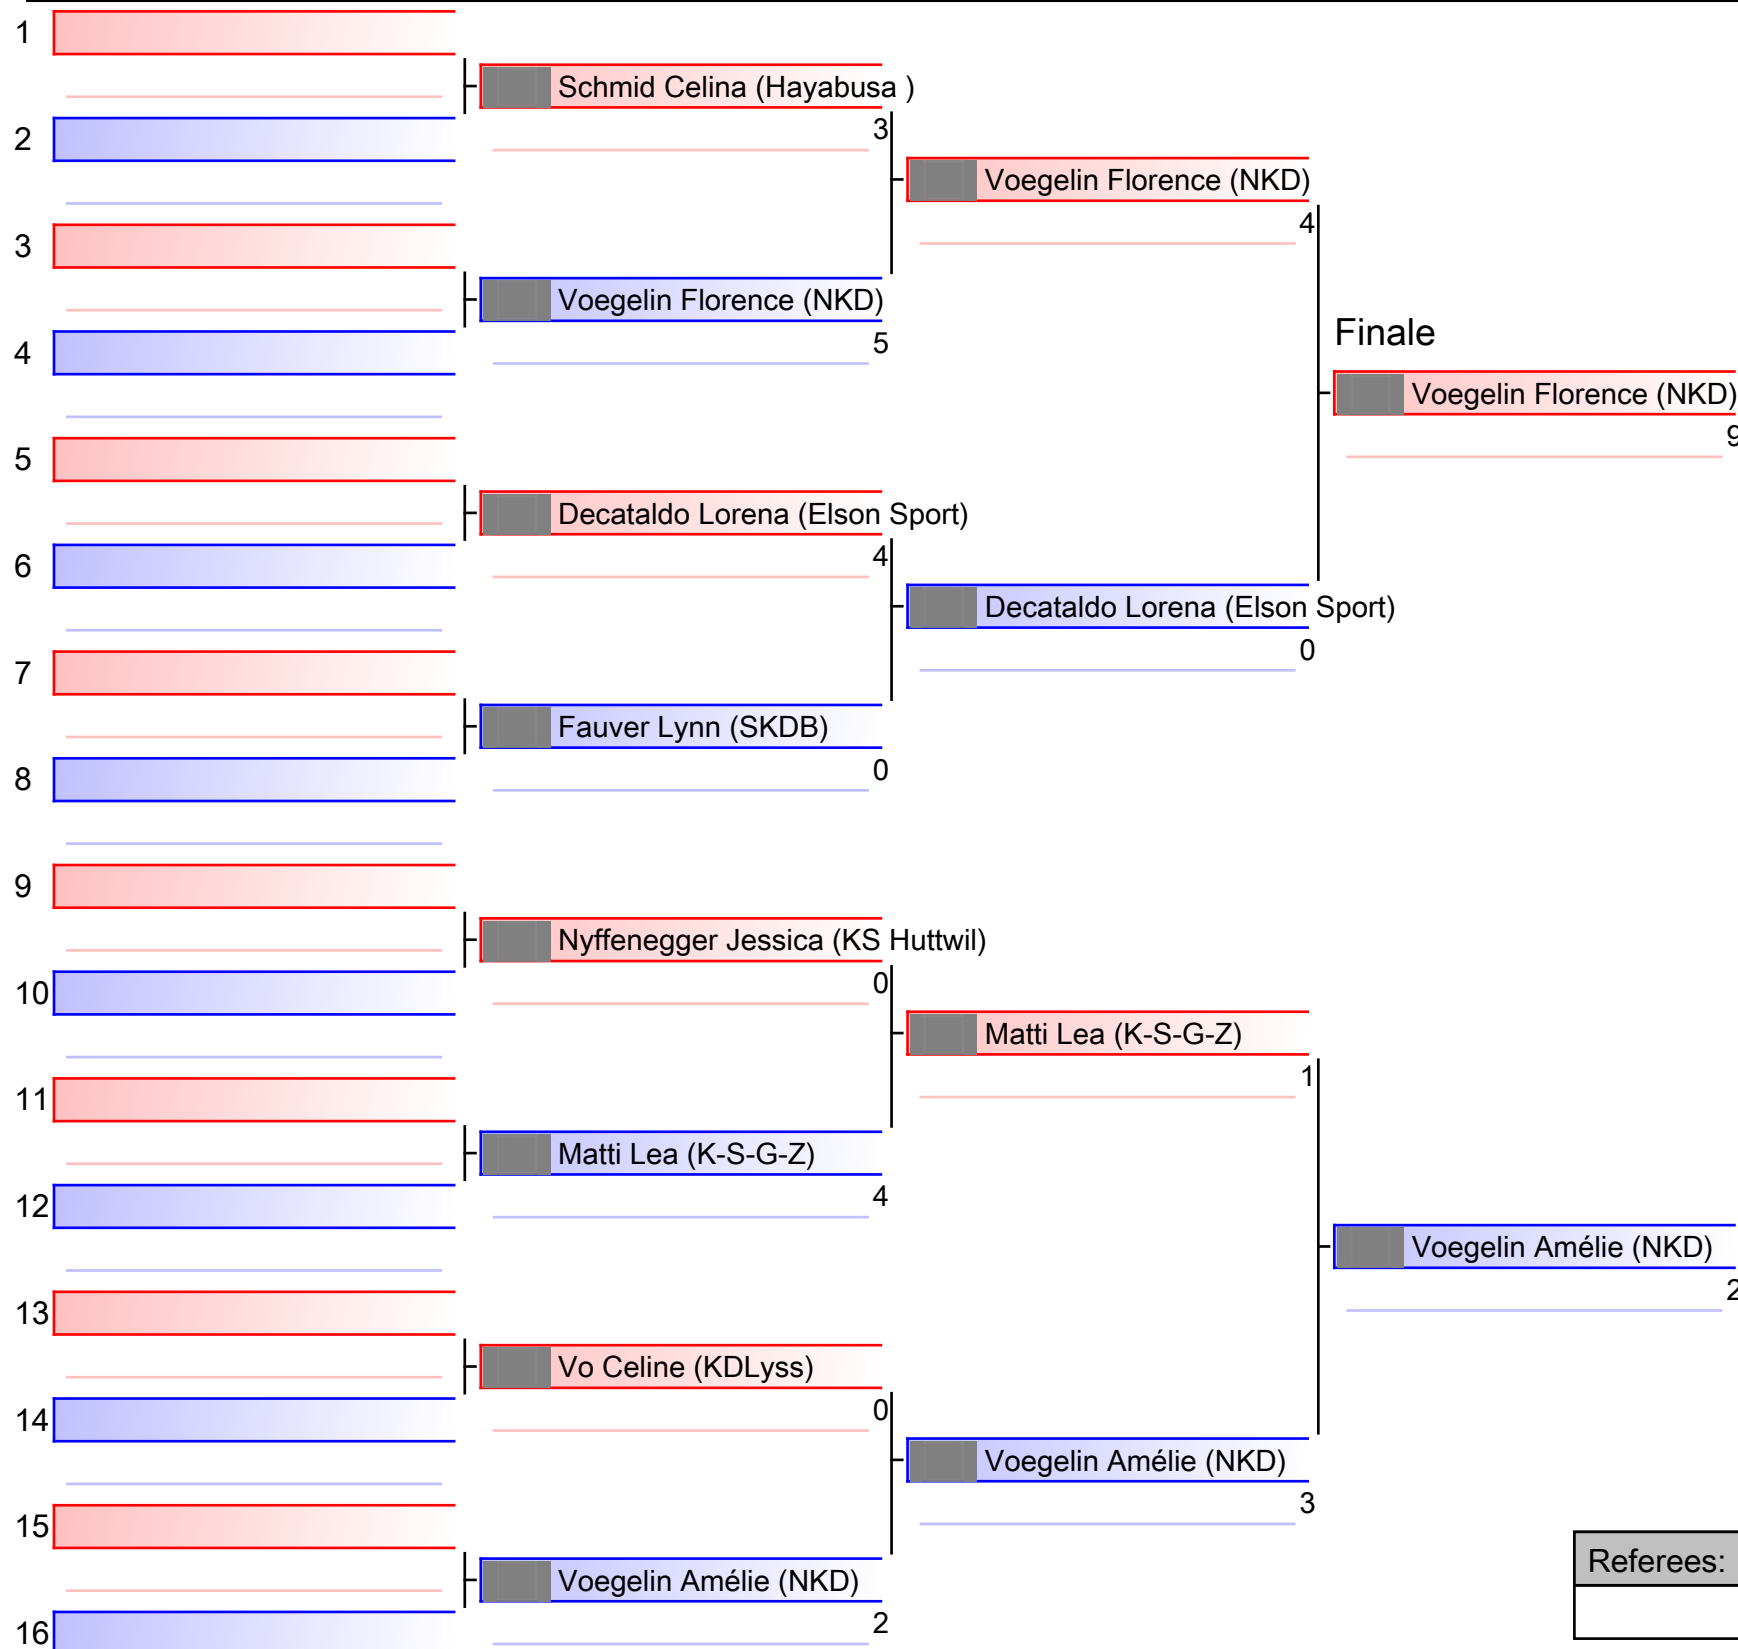 1
Schmid Celina (Hayabusa )
3
2
Voegelin Florence (NKD)
4
3
Voegelin Florence (NKD)
5
4
Finale
Voegelin Florence (NKD)
9
5
Decataldo Lorena (Elson Sport)
4
6
Decataldo Lorena (Elson Sport)
0
7
Fauver Lynn (SKDB)
0
8
9
Nyffenegger Jessica (KS Huttwil)
0
10
Matti Lea (K-S-G-Z)
1
11
Matti Lea (K-S-G-Z)
4
12
Voegelin Amélie (NKD)
2
13
Vo Celine (KDLyss)
0
14
Voegelin Amélie (NKD)
3
15
Voegelin Amélie (NKD)
2
16
Referees: